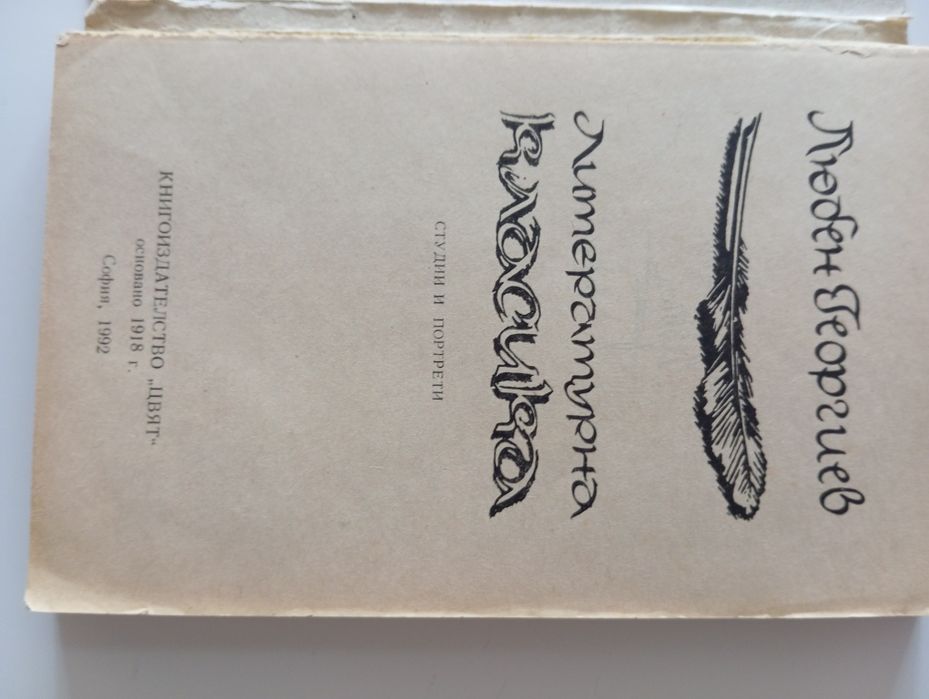 Любен Георгиев
Литературна
класика
СТУДИИ И ПОРТРЕТИ
КНИГОИЗДАТЕЛСТВО „ЦВЯТ“
основано 1918 г.
София, 1992